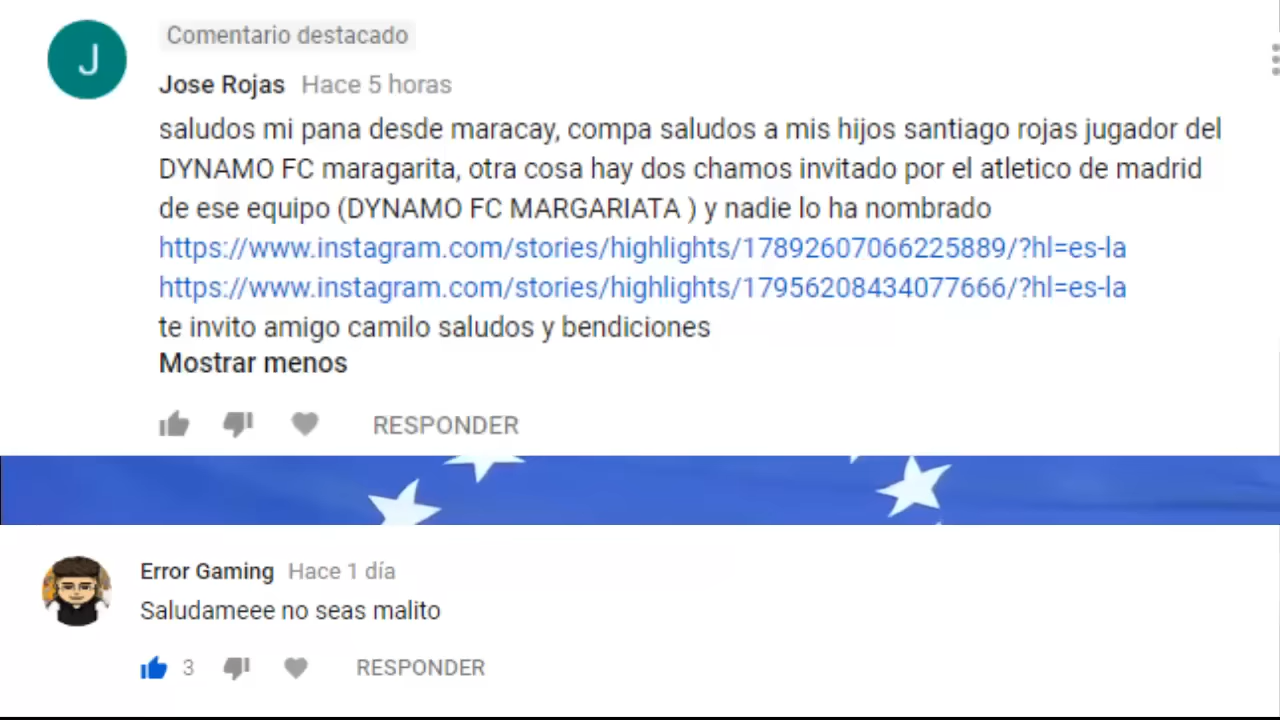 Comentario destacado
Jose Rojas Hace 5 horas
saludos mi pana desde maracay, compa saludos a mis hijos santiago rojas jugador del
DYNAMO FC maragarita, otra cosa hay dos chamos invitado por el atletico de madrid
de ese equipo (DYNAMO FC MARGARIATA ) y nadie lo ha nombrado
https://www.instagram.com/stories/highlights/17892607066225889/?hl=es-la
https://www.instagram.com/stories/highlights/17956208434077666/?hl=es-la
te invito amigo camilo saludos y bendiciones
Mostrar menos
RESPONDER
Error Gaming Hace 1 día
Saludameee no seas malito
3 RESPONDER